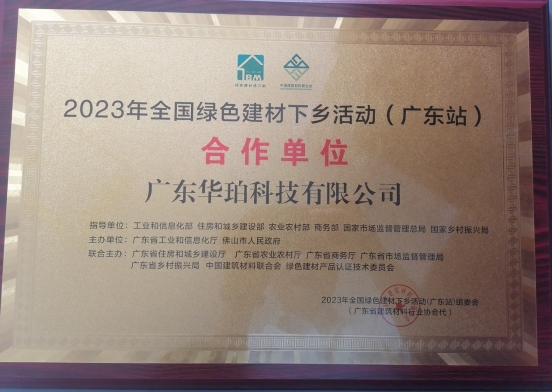 2023年全国绿色建材下乡活动（广东站）
合作单位
广东华珀科技有限公司
指导单位：工业和信息化部 住房和城乡建设部 农业农村部 商务部 国家市场监督管理总局 国家乡村振兴局
主办单位：广东省工业和信息化厅 佛山市人民政府
联合主办：广东省住房和城乡建设厅 广东省农业农村厅 广东省商务厅 广东省市场监督管理局
广东省乡村振兴局 中国建筑材料联合会 绿色建材产品认证技术委员会
2023年全国绿色建材下乡活动(广东站)组委会
（广东省建筑材料行业协会代）